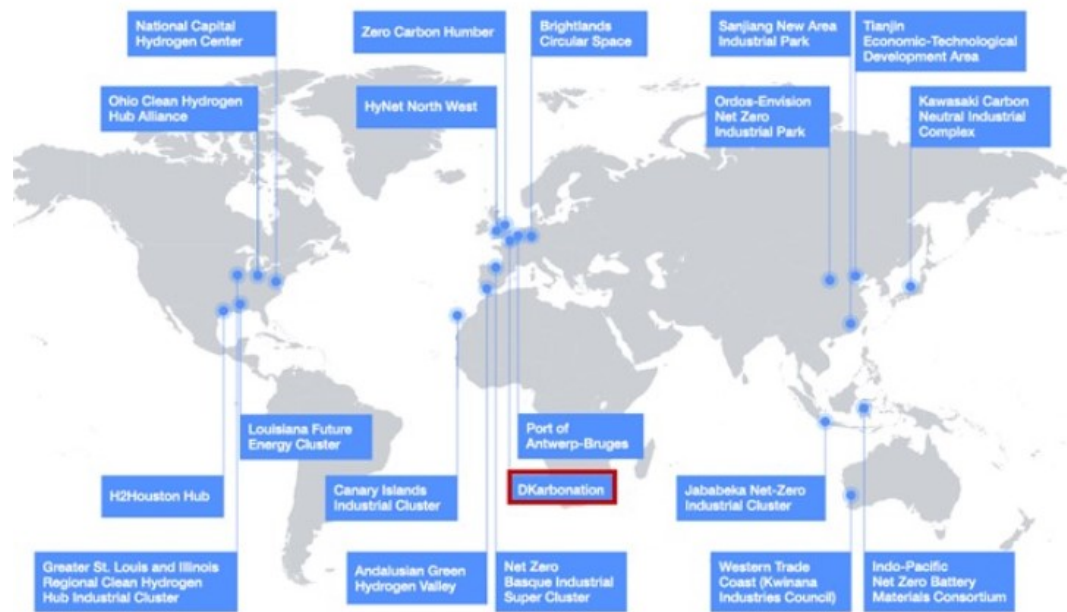 National Capital
Hydrogen Center
Zero Carbon Humber
Brightlands
Circular Space
Sanjiang New Area
Industrial Park
Tianjin
Economic-Technological
Development Area
Ohio Clean Hydrogen
Hub Alliance
HyNet North West
Ordos-Envision
Net Zero
Industrial Park
Kawasaki Carbon
Neutral Industrial
Complex
Louisiana Future
Energy Cluster
Port of
Antwerp-Bruges
H2Houston Hub
Canary Islands
Industrial Cluster
DKarbonation
Jababeka Net-Zero
Industrial Cluster
Greater St. Louis and Illinois
Regional Clean Hydrogen
Hub Industrial Cluster
Andalusian Green
Hydrogen Valley
Net Zero
Basque Industrial
Super Cluster
Western Trade
Coast (Kwinana
Industries Council)
Indo-Pacific
Net Zero Battery
Materials Consortium